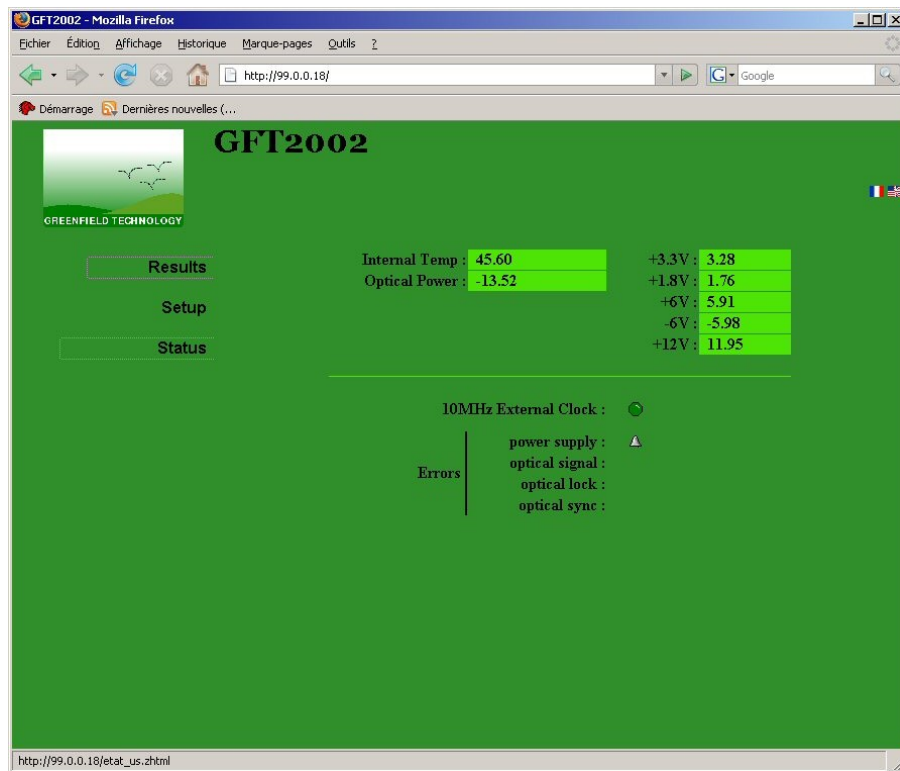 GFT2002 - Mozilla Firefox
Fichier Édition Affichage Historique Marque-pages Outils ?
http://99.0.0.18/
G Google
Démarrage Dernières nouvelles (...
GFT2002
GREENFIELD TECHNOLOGY
Results
Setup
Status
Internal Temp : 45.60
Optical Power : -13.52
+3.3V : 3.28
+1.8V : 1.76
+6V : 5.91
-6V : -5.98
+12V : 11.95
10MHz External Clock :
Errors
power supply :
optical signal :
optical lock :
optical sync :
http://99.0.0.18/etat_us.zhtml